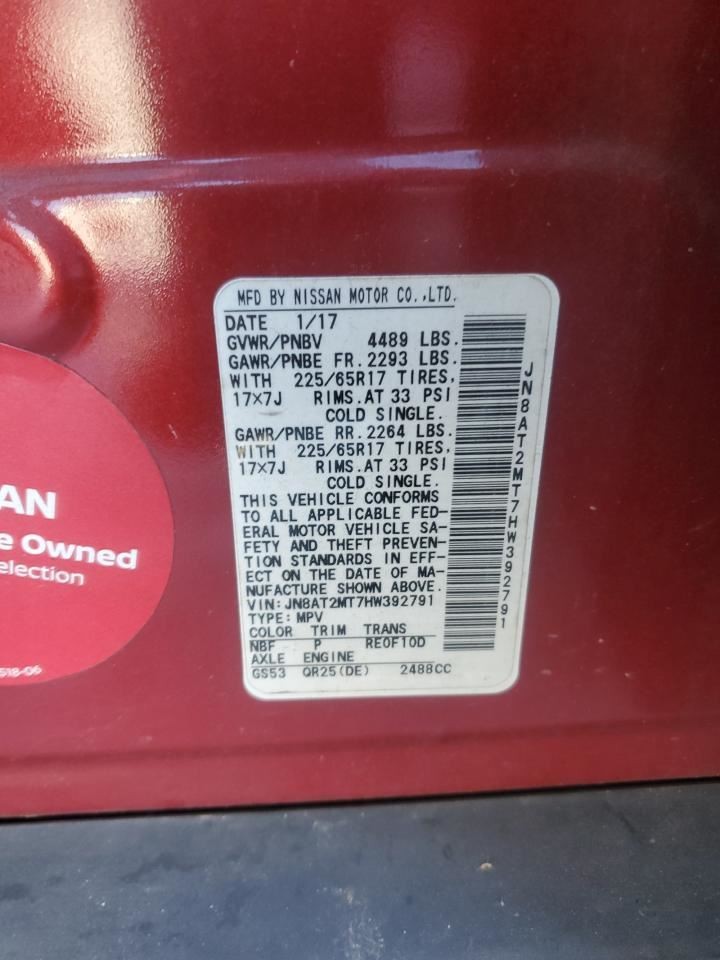 MFD BY NISSAN MOTOR CO.,LTD.
DATE 1/17
GVWR/PNBV 4489 LBS.
GAWR/PNBE FR. 2293 LBS.
WITH 225/65R17 TIRES,
17×7J RIMS. AT 33 PSI
COLD SINGLE.
GAWR/PNBE RR. 2264 LBS.
WITH 225/65R17 TIRES,
17×7J RIMS. AT 33 PSI
COLD SINGLE.
THIS VEHICLE CONFORMS
TO ALL APPLICABLE FED-
ERAL MOTOR VEHICLE SA-
FETY AND THEFT PREVEN-
TION STANDARDS IN EFF-
ECT ON THE DATE OF MA-
NUFACTURE SHOWN ABOVE.
VIN:JN8AT2MT7HW392791
TYPE:MPV
COLOR TRIM TRANS
NBF P RE0F10D
AXLE ENGINE
GS53 QR25(DE) 2488CC
JN8AT2MT7HW392791
AN
e Owned
election
518-06